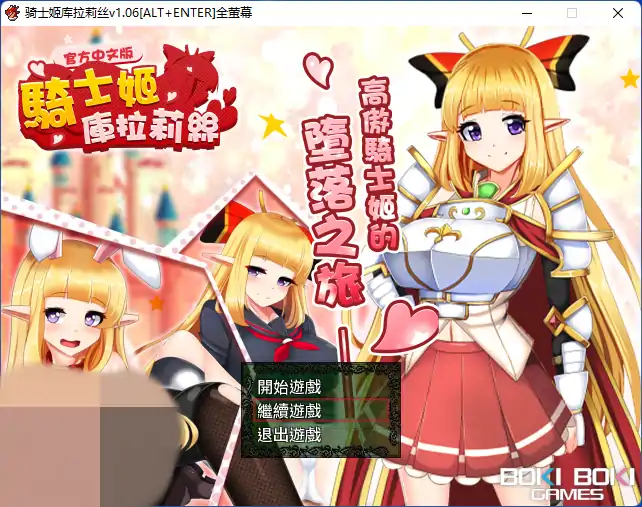 骑士姬库拉莉丝v1.06[ALT+ENTER]全萤幕
官方中文版
騎士姬
庫拉莉絲
高傲騎士姬的
墮落之旅
開始遊戲
繼續遊戲
退出遊戲
BOKI BOKI
GAMES